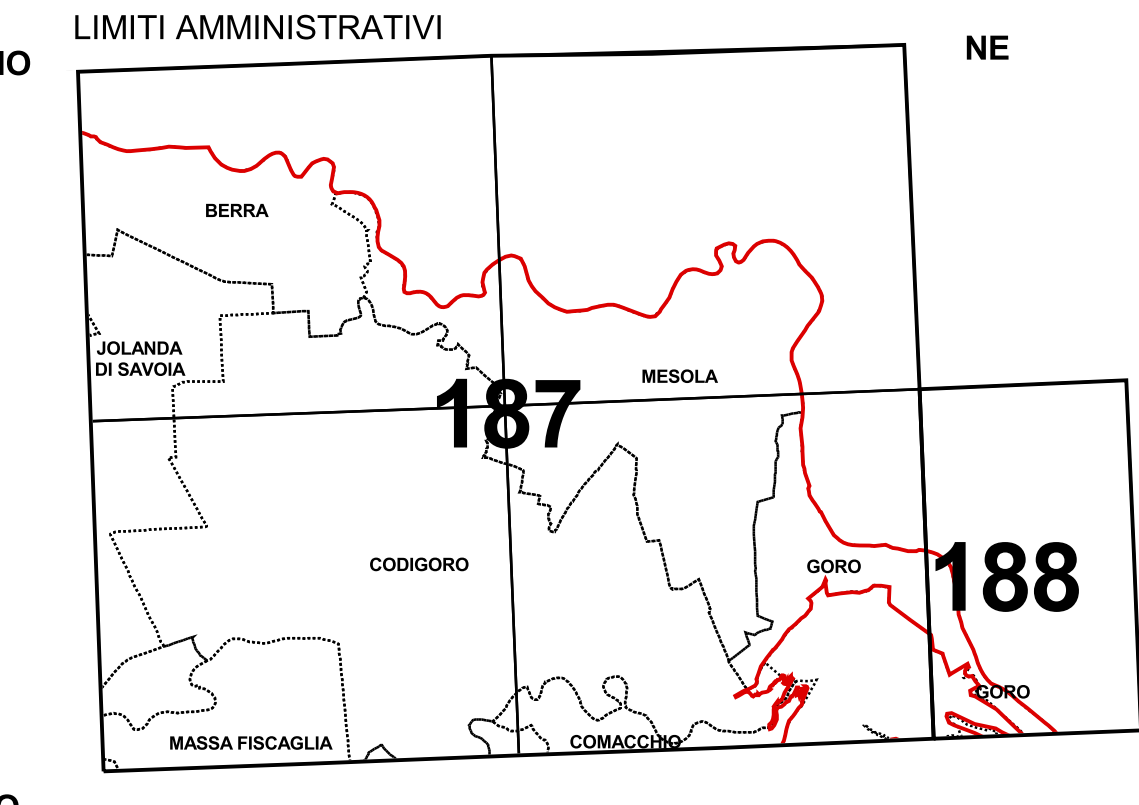 LIMITI AMMINISTRATIVI
NE
BERRA
JOLANDA
DI SAVOIA
MESOLA
187
CODIGORO
GORO
188
GORO
MASSA FISCAGLIA
COMACCHIO